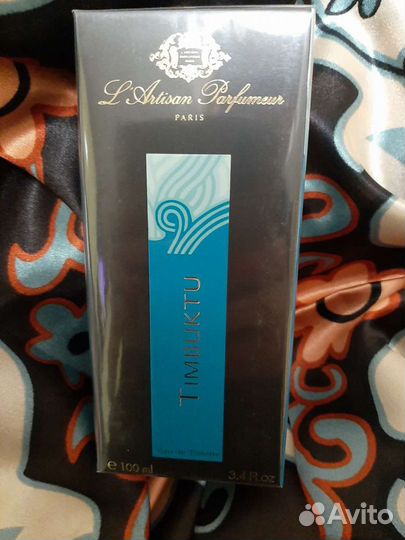 L'Artisan Parfumeur
PARIS
TIMBUKTU
Eau de Toilette
e 100 ml
3.4 fl.oz
Avito